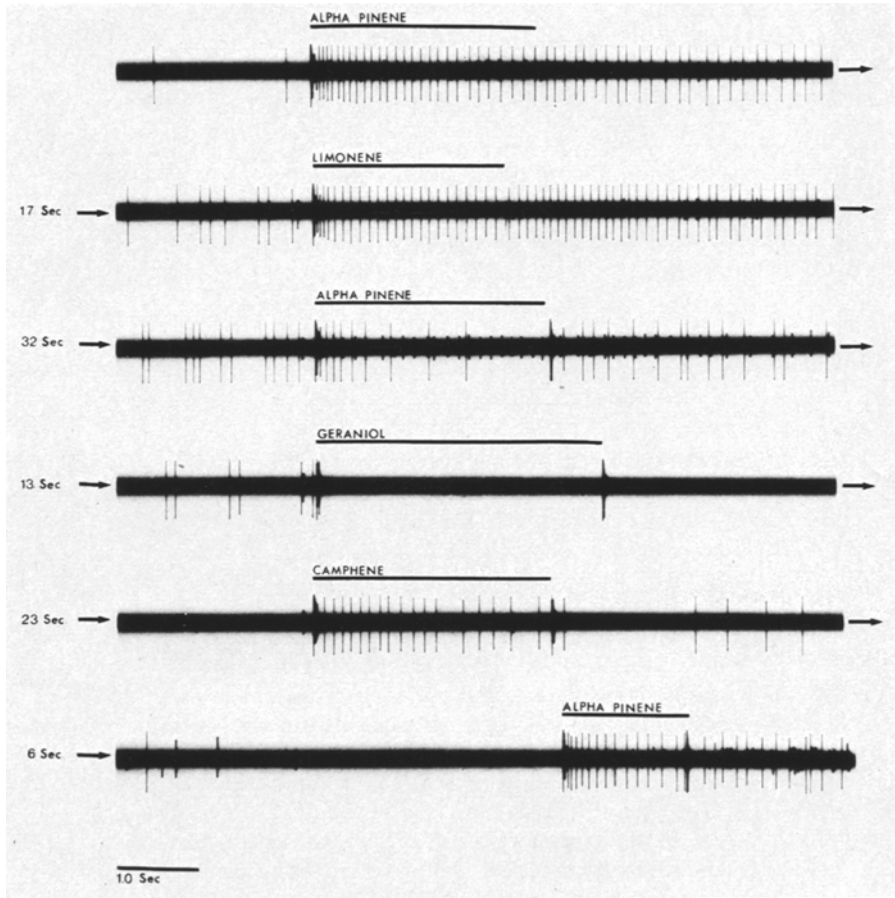 ALPHA PINENE
LIMONENE
17 Sec
ALPHA PINENE
32 Sec
GERANIOL
13 Sec
CAMPHENE
23 Sec
ALPHA PINENE
6 Sec
1.0 Sec